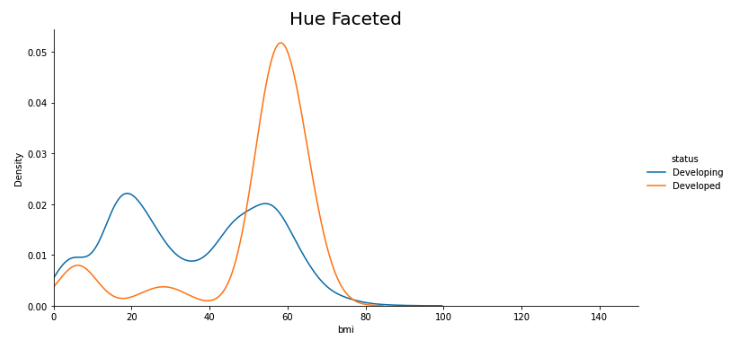 Hue Faceted
0.05
0.04
0.03
0.02
0.01
0.00
Density
0 20 40 60 80 100 120 140
bmi
status
Developing
Developed